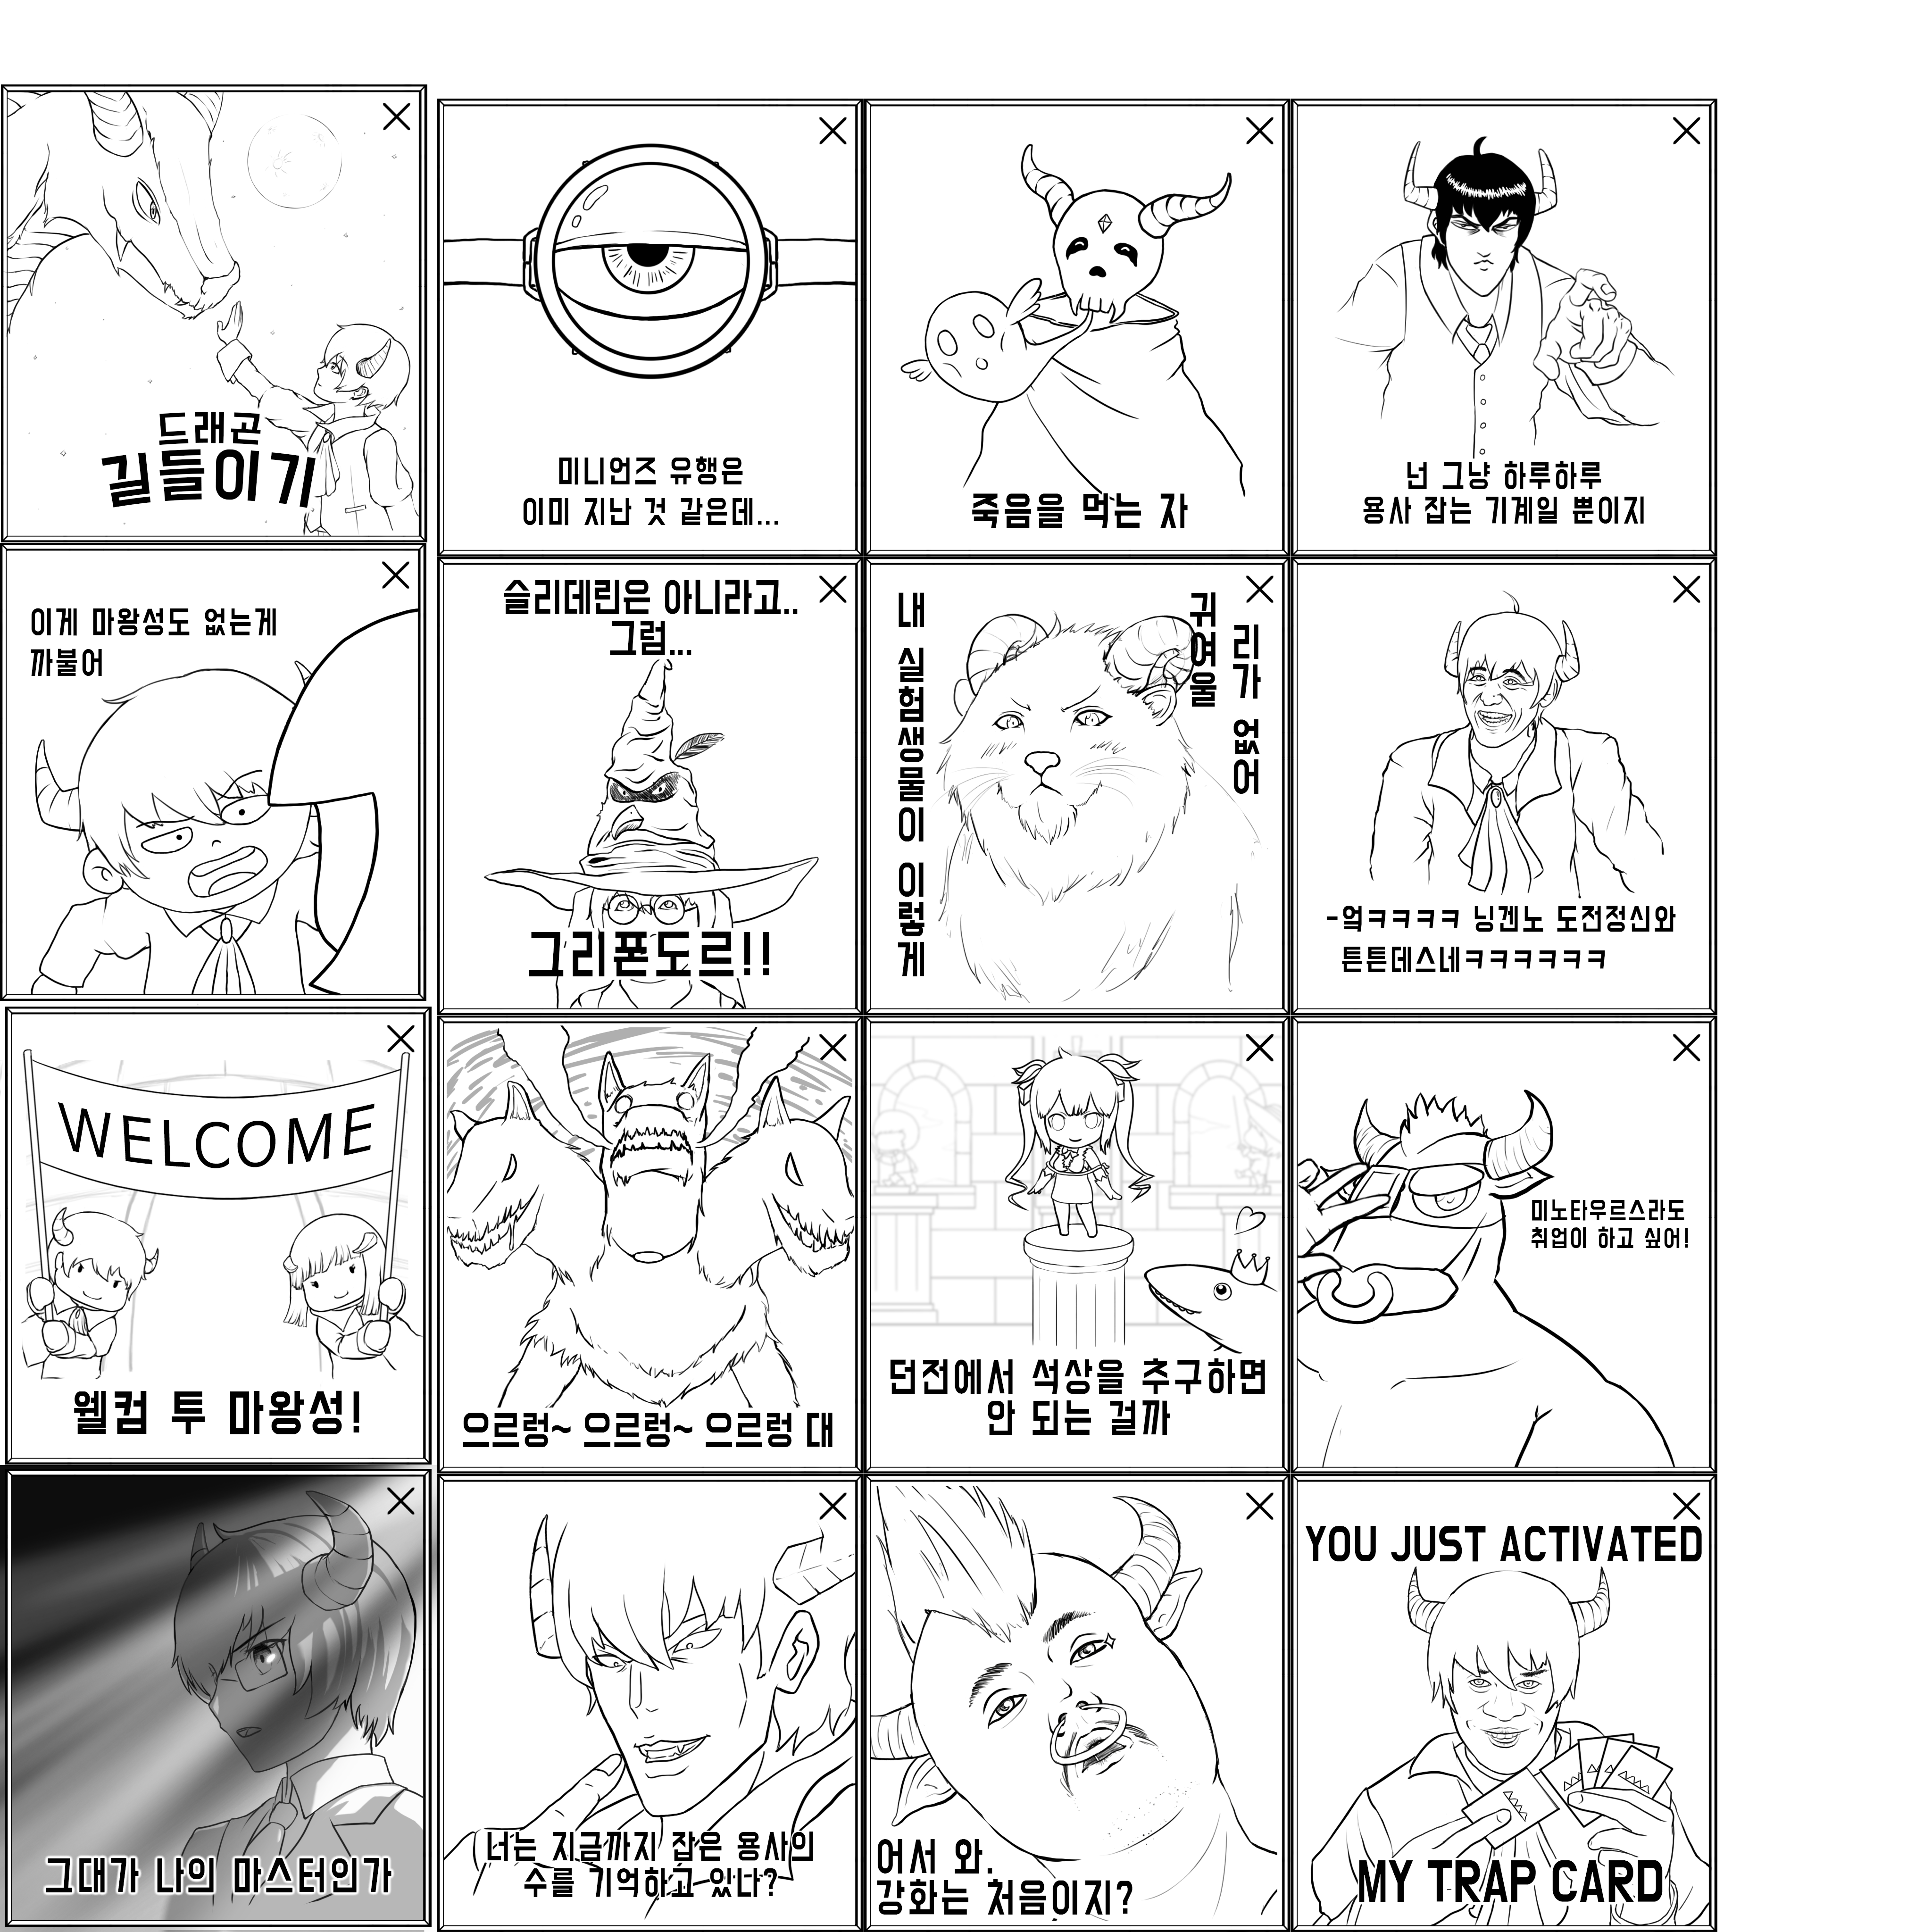 드래곤
길들이기
미니언즈 유행은
이미 지난 것 같은데...
죽음을 먹는 자
넌 그냥 하루하루
용사 잡는 기계일 뿐이지
이게 마왕성도 없는게
까불어
슬리데린은 아니라고..
그럼...
그리폰도르!!
내 실험생물이 이렇게
귀여울
리가 없어
-엌ㅋㅋㅋㅋ 닝겐노 도전정신와
튼튼데스네ㅋㅋㅋㅋㅋㅋ
WELCOME
웰컴 투 마왕성!
으르렁~ 으르렁~ 으르렁 대
던전에서 석상을 추구하면
안 되는 걸까
미노타우르스라도
취업이 하고 싶어!
그대가 나의 마스터인가
너는 지금까지 잡은 용사의
수를 기억하고 있나?
어서 와.
강화는 처음이지?
YOU JUST ACTIVATED
MY TRAP CARD